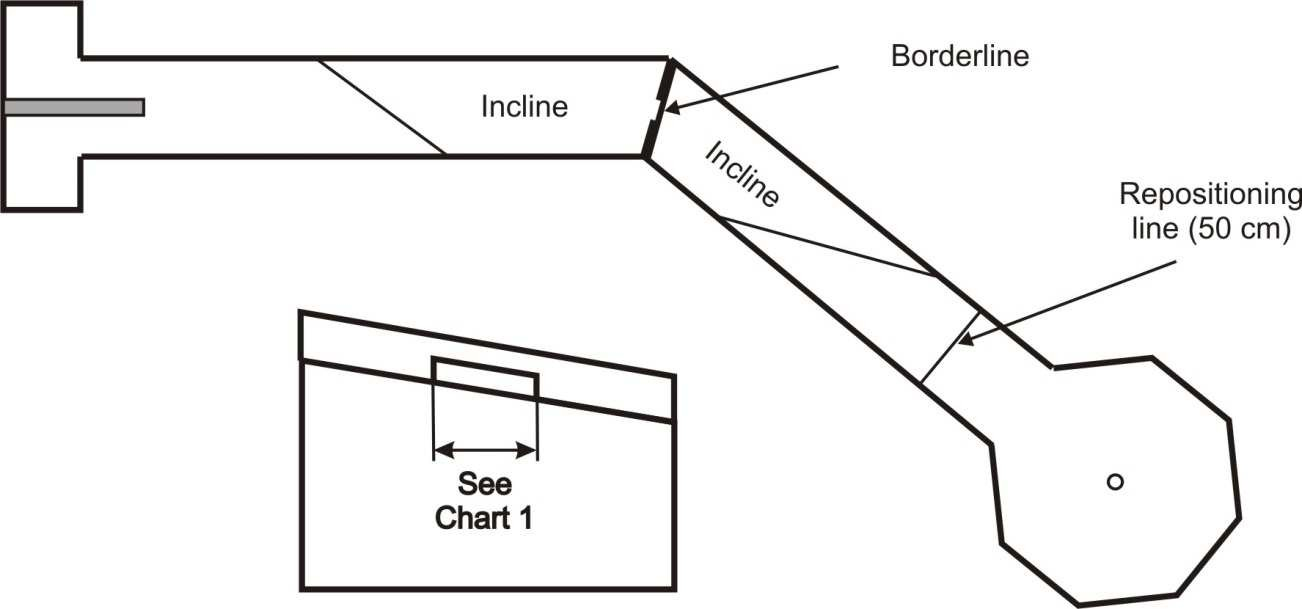 Borderline
Incline
Incline
Repositioning
line (50 cm)
See
Chart 1